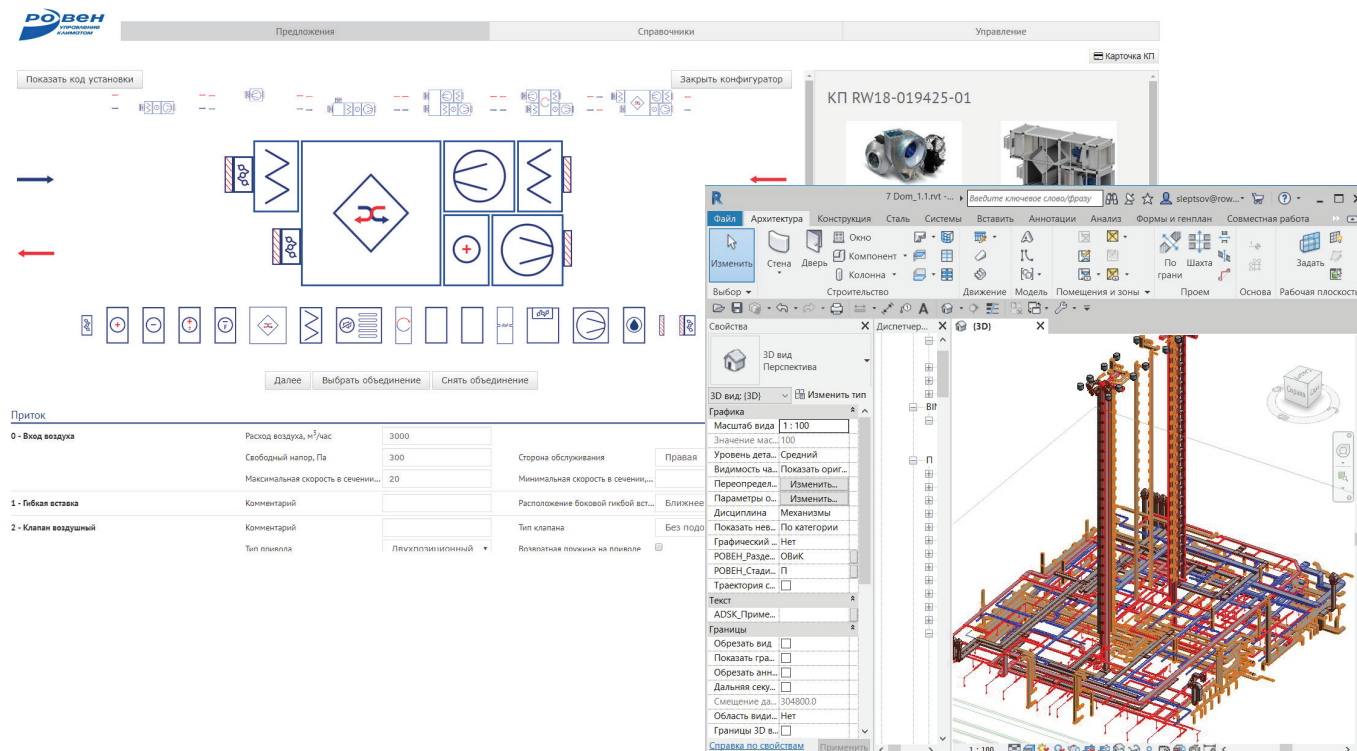 РОВЕН
УПРАВЛЕНИЕ
КЛИМАТОМ
Предложения
Справочники
Управление
Карточка КП
Показать код установки
Закрыть конфигуратор
КП RW18-019425-01
Далее
Выбрать объединение
Снять объединение
Приток
0 - Вход воздуха
Расход воздуха, м³/час
3000
Свободный напор, Па
300
Сторона обслуживания
Правая
Максимальная скорость в сечении...
20
Минимальная скорость в сечении,...
1 - Гибкая вставка
Комментарий
Расположение боковой гикбой вст...
Ближнее
2 - Клапан воздушный
Комментарий
Тип клапана
Без подо
Тип привода
Двухпозиционный
Возвратная пружина на приводе
R
7 Dom_1.1.rvt -...
Введите ключевое слово/фразу
sleptsov@row...
Файл
Архитектура
Конструкция
Сталь
Системы
Вставить
Аннотации
Анализ
Формы и генплан
Совместная работа
Изменить
Стена
Дверь
Окно
Компонент
Колонна
По грани
Шахта
Задать
Выбор
Строительство
Движение
Модель
Помещения и зоны
Проем
Основа
Рабочая плоскость
Свойства
Диспетчер...
{3D}
3D вид
Перспектива
3D вид: {3D}
Изменить тип
Графика
Масштаб вида
1 : 100
Значение мас...
100
Уровень дета...
Средний
Видимость ча...
Показать ориг...
Переопредел...
Изменить...
Параметры о...
Изменить...
Дисциплина
Механизмы
Показать нев...
По категории
Графический ...
Нет
РОВЕН_Разде...
ОВиК
РОВЕН_Стади...
П
Траектория с...
Текст
ADSK_Приме...
Границы
Обрезать вид
Показать гра...
Обрезать анн...
Дальняя секу...
Смещение да...
304800.0
Область види...
Нет
Границы 3D в...
Справка по свойствам
Применить
П
Справа
1 : 100